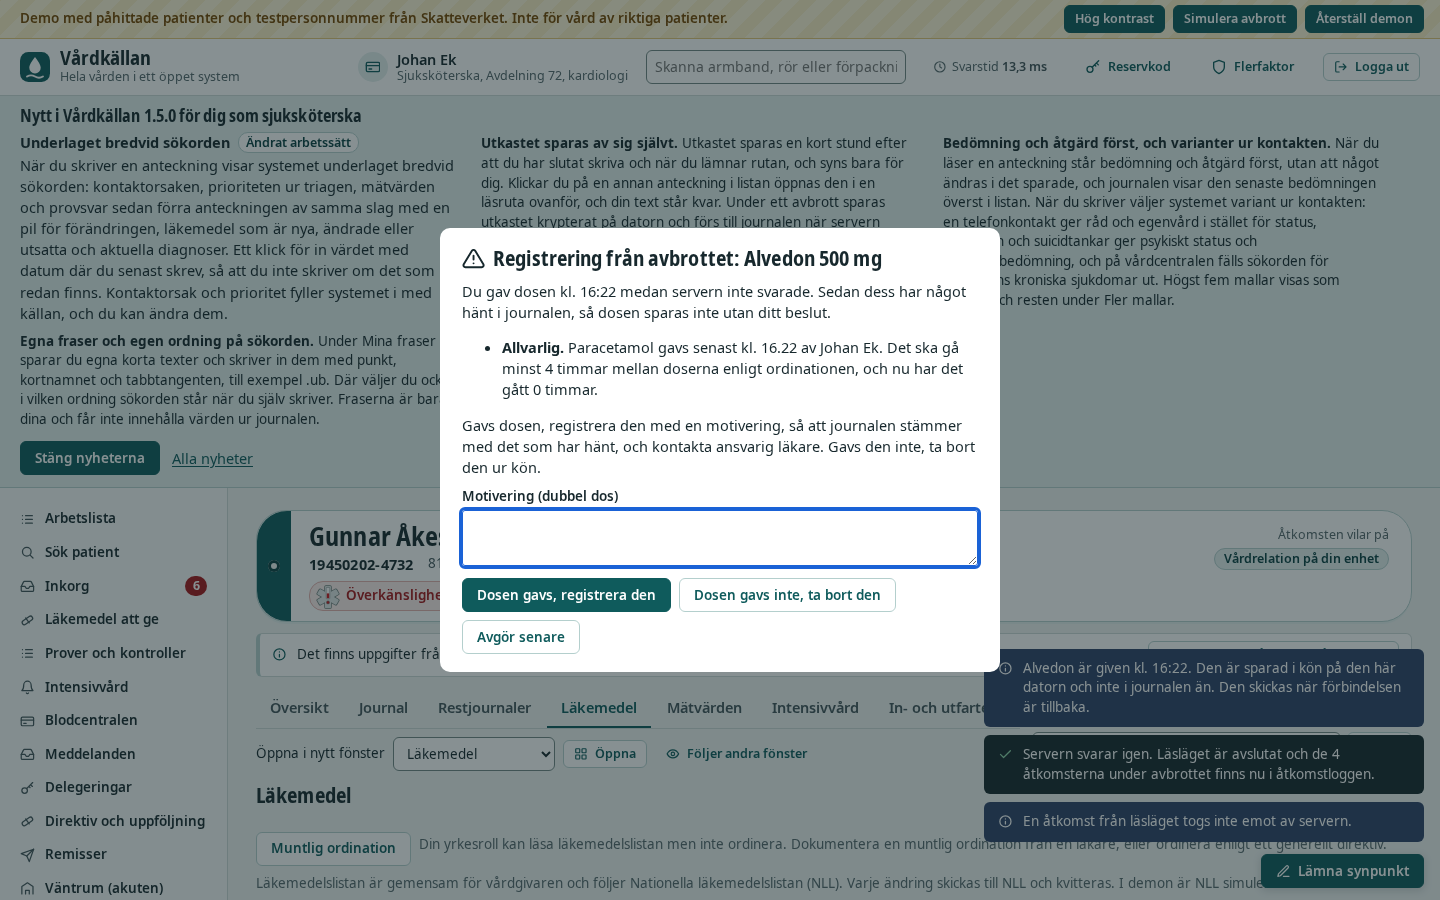 Demo med påhittade patienter och testpersonnummer från Skatteverket. Inte för vård av riktiga patienter.
Hög kontrast
Simulera avbrott
Återställ demon
Vårdkällan
Hela vården i ett öppet system
Johan Ek
Sjuksköterska, Avdelning 72, kardiologi
Skanna armband, rör eller förpackni
Svarstid 13,3 ms
Reservkod
Flerfaktor
Logga ut
Nytt i Vårdkällan 1.5.0 för dig som sjuksköterska
Underlaget bredvid sökorden Ändrat arbetssätt
När du skriver en anteckning visar systemet underlaget bredvid
sökorden: kontaktorsaken, prioriteten ur triagen, mätvärden
och provsvar sedan förra anteckningen av samma slag med en
pil för förändringen, läkemedel som är nya, ändrade eller
utsatta och aktuella diagnoser. Ett klick för in värdet med
datum där du senast skrev, så att du inte skriver om det som
redan finns. Kontaktorsak och prioritet fyller systemet i med
källan, och du kan ändra dem.
Egna fraser och egen ordning på sökorden. Under Mina fraser
sparar du egna korta texter och skriver in dem med punkt,
kortnamnet och tabbtangenten, till exempel .ub. Där väljer du ock
i vilken ordning sökorden står när du själv skriver. Fraserna är bar
dina och får inte innehålla värden ur journalen.
Utkastet sparas av sig självt. Utkastet sparas en kort stund efter
att du har slutat skriva och när du lämnar rutan, och syns bara för
dig. Klickar du på en annan anteckning i listan öppnas den i en
läsruta ovanför, och din text står kvar. Under ett avbrott sparas
utkastet krypterat på datorn och förs till journalen när servern
Bedömning och åtgärd först, och varianter ur kontakten. När du
läser en anteckning står bedömning och åtgärd först, utan att något
ändras i det sparade, och journalen visar den senaste bedömningen
överst i listan. När du skriver väljer systemet variant ur kontakten:
en telefonkontakt ger råd och egenvård i stället för status,
n och suicidtankar ger psykiskt status och
bedömning, och på vårdcentralen fälls sökorden för
ns kroniska sjukdomar ut. Högst fem mallar visas som
ch resten under Fler mallar.
Stäng nyheterna
Alla nyheter
Registrering från avbrottet: Alvedon 500 mg
Du gav dosen kl. 16:22 medan servern inte svarade. Sedan dess har något
hänt i journalen, så dosen sparas inte utan ditt beslut.
• Allvarlig. Paracetamol gavs senast kl. 16.22 av Johan Ek. Det ska gå
minst 4 timmar mellan doserna enligt ordinationen, och nu har det
gått 0 timmar.
Gavs dosen, registrera den med en motivering, så att journalen stämmer
med det som har hänt, och kontakta ansvarig läkare. Gavs den inte, ta bort
den ur kön.
Motivering (dubbel dos)
Dosen gavs, registrera den
Dosen gavs inte, ta bort den
Avgör senare
Arbetslista
Sök patient
Inkorg 6
Läkemedel att ge
Prover och kontroller
Intensivvård
Blodcentralen
Meddelanden
Delegeringar
Direktiv och uppföljning
Remisser
Väntrum (akuten)
Gunnar Åkes
19450202-4732 81
Överkänslighe
Åtkomsten vilar på
Vårdrelation på din enhet
Det finns uppgifter frå
Översikt
Journal
Restjournaler
Läkemedel
Mätvärden
Intensivvård
In- och utfarte
Öppna i nytt fönster
Läkemedel
Öppna
Följer andra fönster
Läkemedel
Muntlig ordination
Din yrkesroll kan läsa läkemedelslistan men inte ordinera. Dokumentera en muntlig ordination från en läkare, eller ordinera enligt ett generellt direktiv.
Läkemedelslistan är gemensam för vårdgivaren och följer Nationella läkemedelslistan (NLL). Varje ändring skickas till NLL och kvitteras. I demon är NLL simule
Alvedon är given kl. 16:22. Den är sparad i kön på den här
datorn och inte i journalen än. Den skickas när förbindelsen
är tillbaka.
Servern svarar igen. Läsläget är avslutat och de 4
åtkomsterna under avbrottet finns nu i åtkomstloggen.
En åtkomst från läsläget togs inte emot av servern.
Lämna synpunkt